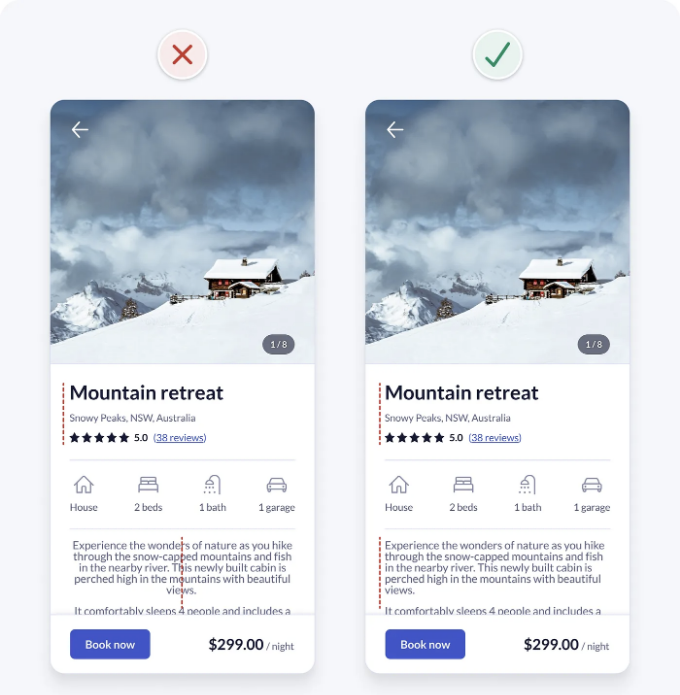 1/8
Mountain retreat
Snowy Peaks, NSW, Australia
5.0 (38 reviews)
House 2 beds 1 bath 1 garage
Experience the wonders of nature as you hike
through the snow-capped mountains and fish
in the nearby river. This newly built cabin is
perched high in the mountains with beautiful
views.
It comfortably sleeps 4 people and includes a
Book now $299.00 / night
1/8
Mountain retreat
Snowy Peaks, NSW, Australia
5.0 (38 reviews)
House 2 beds 1 bath 1 garage
Experience the wonders of nature as you hike
through the snow-capped mountains and fish
in the nearby river. This newly built cabin is
perched high in the mountains with beautiful
views.
It comfortably sleeps 4 people and includes a
Book now $299.00 / night